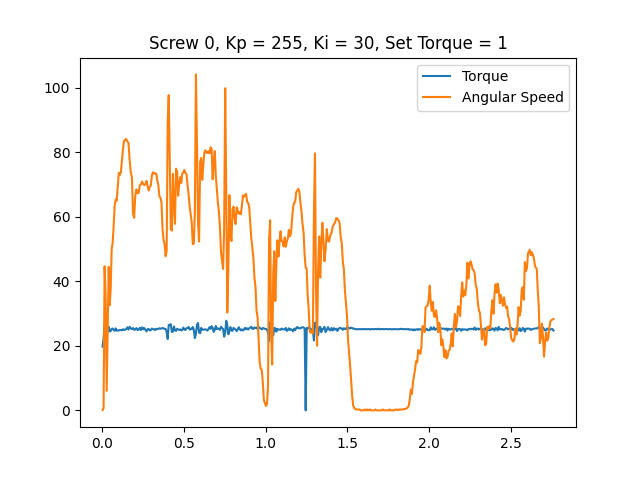 Screw 0, Kp = 255, Ki = 30, Set Torque = 1
Torque
Angular Speed
100
80
60
40
20
0
0.0 0.5 1.0 1.5 2.0 2.5